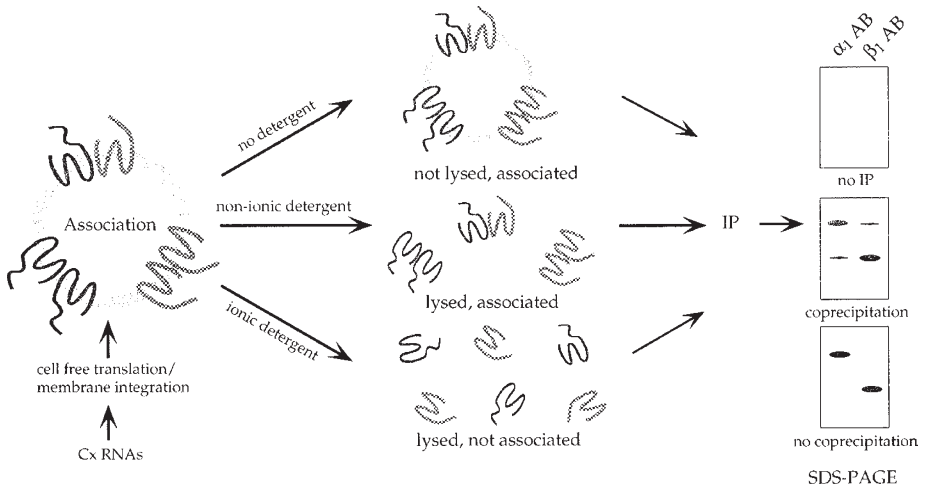 α1 AB
β1 AB
no detergent
not lysed, associated
no IP
Association
non-ionic detergent
IP
lysed, associated
coprecipitation
ionic detergent
cell free translation/
membrane integration
lysed, not associated
no coprecipitation
Cx RNAs
SDS-PAGE